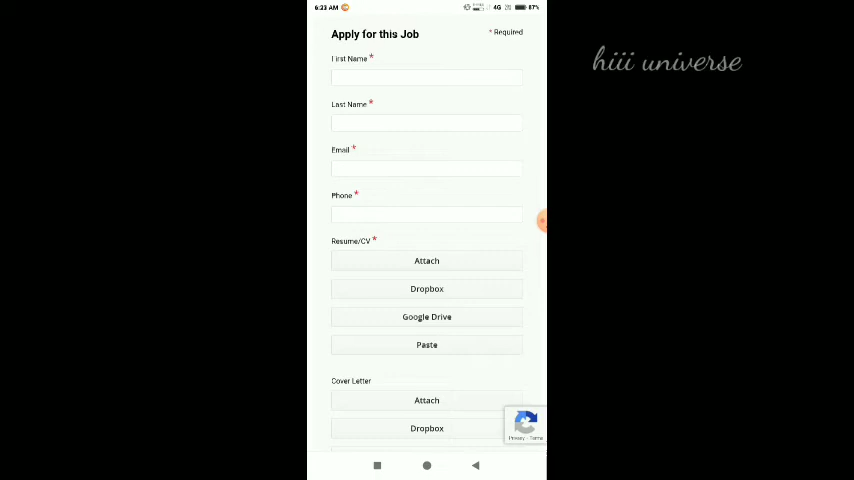 6:23 AM
4G
87%
Apply for this Job
* Required
hiii universe
First Name *
Last Name *
Email *
Phone *
Resume/CV *
Attach
Dropbox
Google Drive
Paste
Cover Letter
Attach
Dropbox
Privacy - Terms